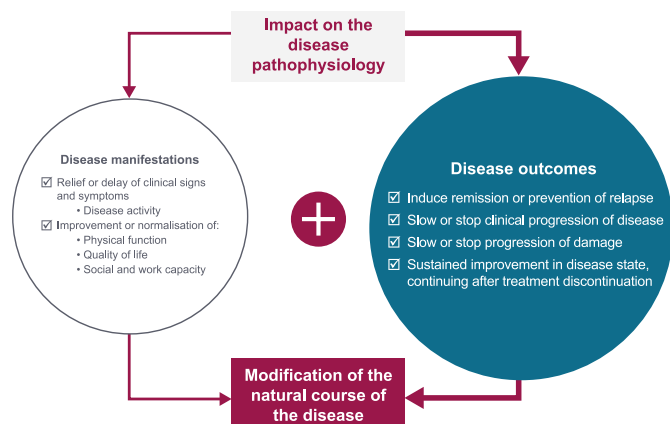 Impact on the
disease
pathophysiology
Disease manifestations
☑ Relief or delay of clinical signs
and symptoms
• Disease activity
☑ Improvement or normalisation of:
• Physical function
• Quality of life
• Social and work capacity
Disease outcomes
☑ Induce remission or prevention of relapse
☑ Slow or stop clinical progression of disease
☑ Slow or stop progression of damage
☑ Sustained improvement in disease state,
continuing after treatment discontinuation
Modification of the
natural course of
the disease